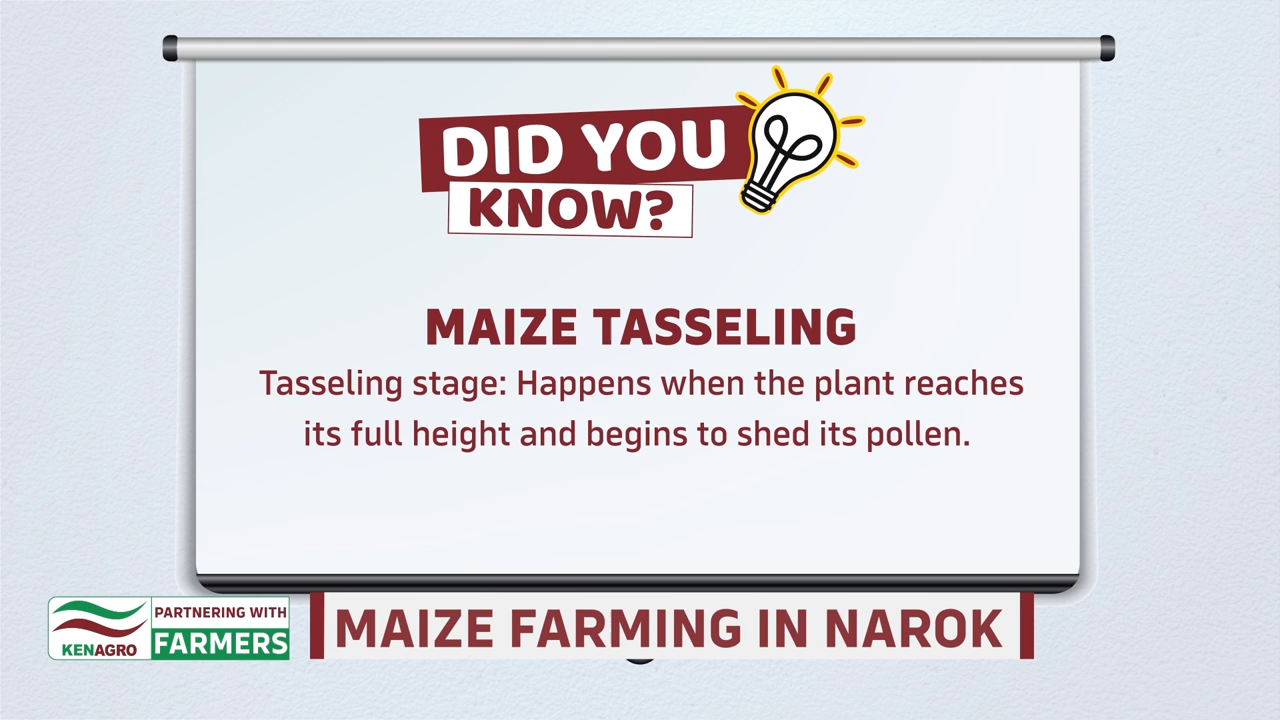 DID YOU
KNOW?
MAIZE TASSELING
Tasseling stage: Happens when the plant reaches
its full height and begins to shed its pollen.
KENAGRO
PARTNERING WITH
FARMERS
MAIZE FARMING IN NAROK